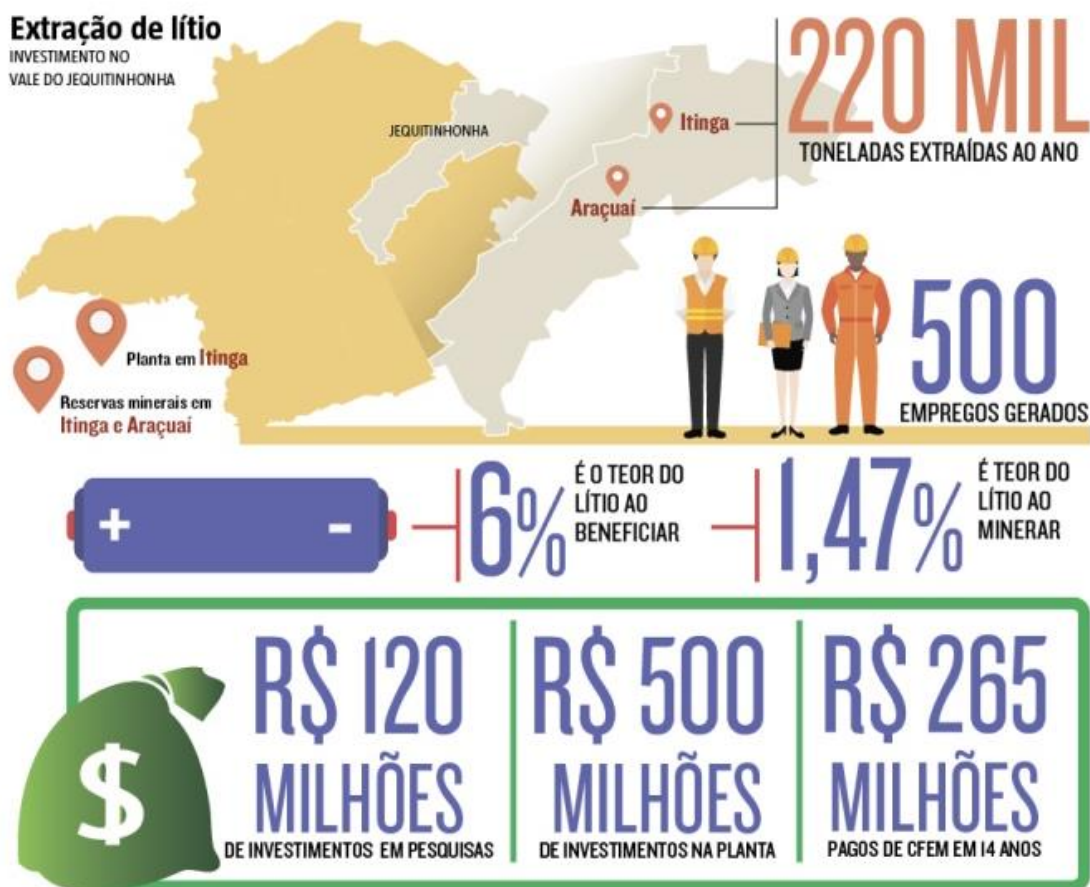 Extração de lítio
INVESTIMENTO NO
VALE DO JEQUITINHONHA
JEQUITINHONHA
Itinga
Araçuaí
220 MIL
TONELADAS EXTRAÍDAS AO ANO
Planta em Itinga
Reservas minerais em
Itinga e Araçuaí
500
EMPREGOS GERADOS
+ -
6%
É O TEOR DO
LÍTIO AO
BENEFICIAR
1,47%
É TEOR DO
LÍTIO AO
MINERAR
$
R$ 120
MILHÕES
DE INVESTIMENTOS EM PESQUISAS
R$ 500
MILHÕES
DE INVESTIMENTOS NA PLANTA
R$ 265
MILHÕES
PAGOS DE CFEM EM 14 ANOS